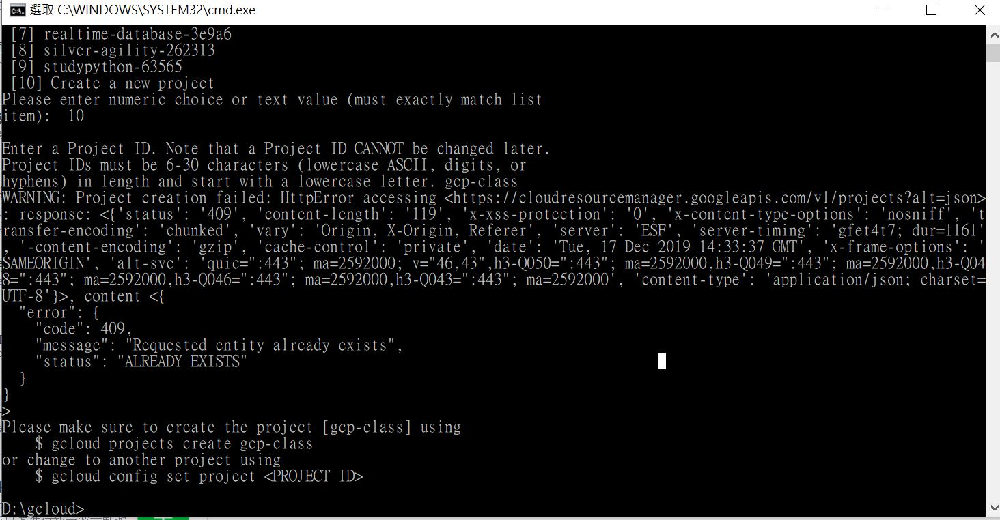 選取 C:\WINDOWS\SYSTEM32\cmd.exe
[7] realtime-database-3e9a6
[8] silver-agility-262313
[9] studypython-63565
[10] Create a new project
Please enter numeric choice or text value (must exactly match list
item):  10
Enter a Project ID. Note that a Project ID CANNOT be changed later.
Project IDs must be 6-30 characters (lowercase ASCII, digits, or
hyphens) in length and start with a lowercase letter. gcp-class
WARNING: Project creation failed: HttpError accessing <https://cloudresourcemanager.googleapis.com/v1/projects?alt=json>
: response: <{'status': '409', 'content-length': '119', 'x-xss-protection': '0', 'x-content-type-options': 'nosniff', 't
ransfer-encoding': 'chunked', 'vary': 'Origin, X-Origin, Referer', 'server': 'ESF', 'server-timing': 'gfet4t7; dur=1161'
, '-content-encoding': 'gzip', 'cache-control': 'private', 'date': 'Tue, 17 Dec 2019 14:33:37 GMT', 'x-frame-options': '
SAMEORIGIN', 'alt-svc': 'quic=":443"; ma=2592000; v="46,43",h3-Q050=":443"; ma=2592000,h3-Q049=":443"; ma=2592000,h3-Q04
8=":443"; ma=2592000,h3-Q046=":443"; ma=2592000,h3-Q043=":443"; ma=2592000', 'content-type': 'application/json; charset=
UTF-8'}>, content <{
"error": {
"code": 409,
"message": "Requested entity already exists",
"status": "ALREADY_EXISTS"
}
}
>
Please make sure to create the project [gcp-class] using
$ gcloud projects create gcp-class
or change to another project using
$ gcloud config set project <PROJECT ID>
D:\gcloud>